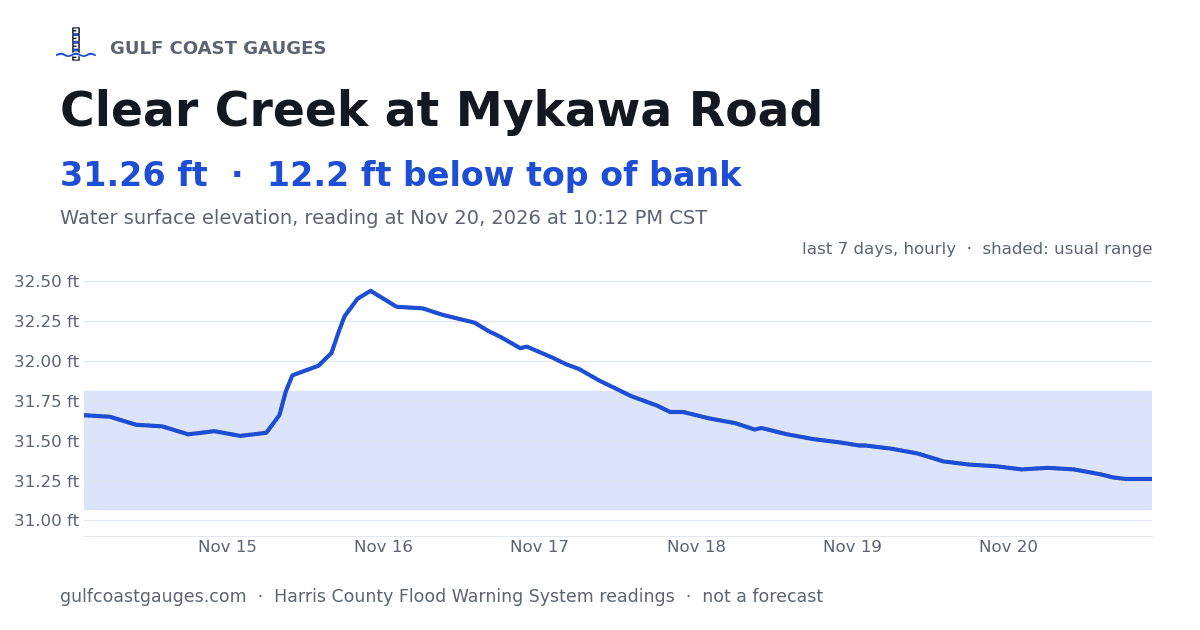 GULF COAST GAUGES
Clear Creek at Mykawa Road
31.26 ft · 12.2 ft below top of bank
Water surface elevation, reading at Nov 20, 2026 at 10:12 PM CST
last 7 days, hourly · shaded: usual range
32.50 ft
32.25 ft
32.00 ft
31.75 ft
31.50 ft
31.25 ft
31.00 ft
Nov 15 Nov 16 Nov 17 Nov 18 Nov 19 Nov 20
gulfcoastgauges.com · Harris County Flood Warning System readings · not a forecast